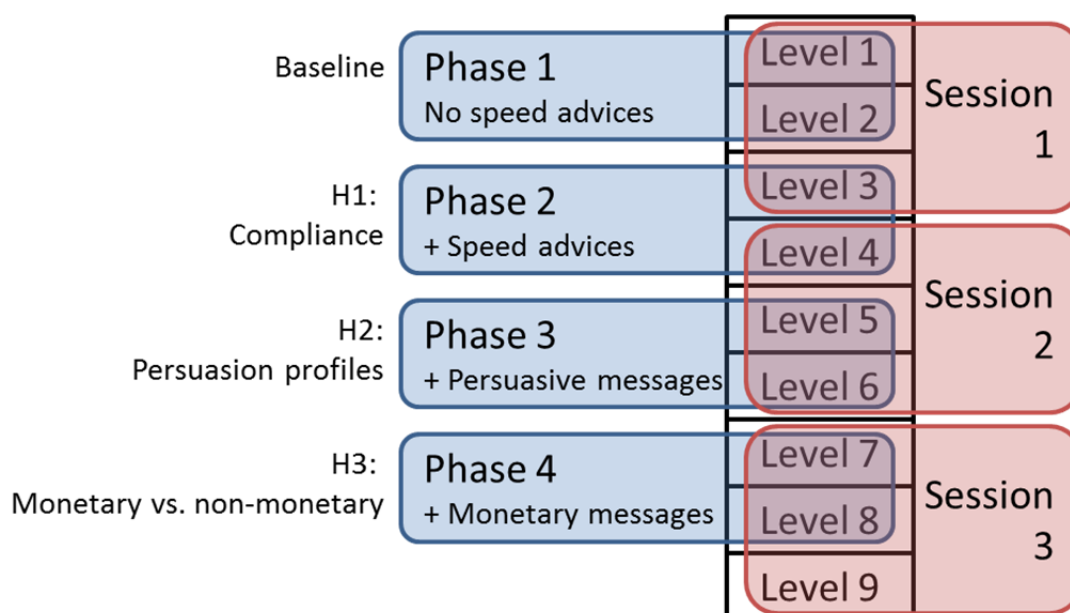 Baseline
Phase 1
No speed advices
H1:
Compliance
Phase 2
+ Speed advices
H2:
Persuasion profiles
Phase 3
+ Persuasive messages
H3:
Monetary vs. non-monetary
Phase 4
+ Monetary messages
Level 1
Level 2
Level 3
Level 4
Level 5
Level 6
Level 7
Level 8
Level 9
Session
1
Session
2
Session
3